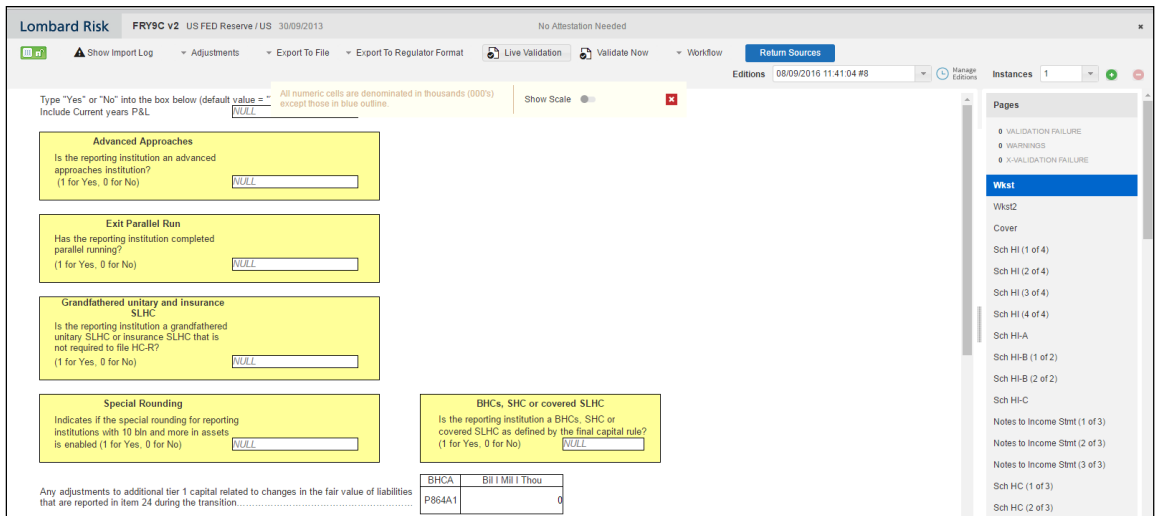 Lombard Risk FRY9C v2 US FED Reserve / US 30/09/2013 No Attestation Needed
Show Import Log Adjustments Export To File Export To Regulator Format Live Validation Validate Now Workflow Return Sources
Editions 08/09/2016 11:41:04 #8 Manage Editions Instances 1
Type "Yes" or "No" into the box below (default value = "
Include Current years P&L NULL
All numeric cells are denominated in thousands (000's)
except those in blue outline.
Show Scale
Advanced Approaches
Is the reporting institution an advanced
approaches institution?
(1 for Yes, 0 for No) NULL
Exit Parallel Run
Has the reporting institution completed
parallel running?
(1 for Yes, 0 for No) NULL
Grandfathered unitary and insurance
SLHC
Is the reporting institution a grandfathered
unitary SLHC or insurance SLHC that is
not required to file HC-R?
(1 for Yes, 0 for No) NULL
Special Rounding
Indicates if the special rounding for reporting
institutions with 10 bln and more in assets
is enabled (1 for Yes, 0 for No) NULL
BHCs, SHC or covered SLHC
Is the reporting institution a BHCs, SHC or
covered SLHC as defined by the final capital rule?
(1 for Yes, 0 for No) NULL
BHCA Bil I Mil I Thou
Any adjustments to additional tier 1 capital related to changes in the fair value of liabilities
that are reported in item 24 during the transition……………………………………………… P864A1 0
Pages
0 VALIDATION FAILURE
0 WARNINGS
0 X-VALIDATION FAILURE
Wkst
Wkst2
Cover
Sch HI (1 of 4)
Sch HI (2 of 4)
Sch HI (3 of 4)
Sch HI (4 of 4)
Sch HI-A
Sch HI-B (1 of 2)
Sch HI-B (2 of 2)
Sch HI-C
Notes to Income Stmt (1 of 3)
Notes to Income Stmt (2 of 3)
Notes to Income Stmt (3 of 3)
Sch HC (1 of 3)
Sch HC (2 of 3)